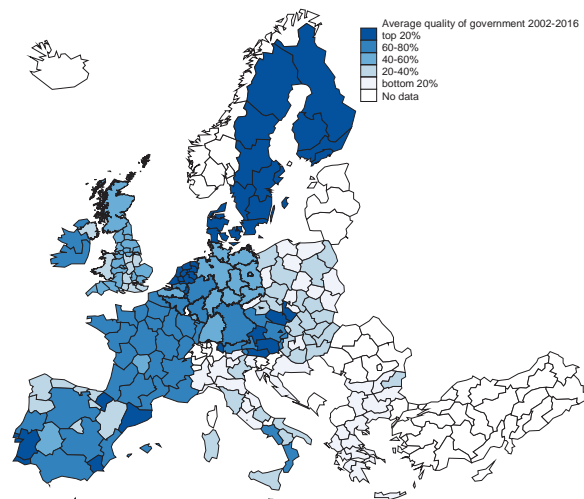 Average quality of government 2002-2016
top 20%
60-80%
40-60%
20-40%
bottom 20%
No data